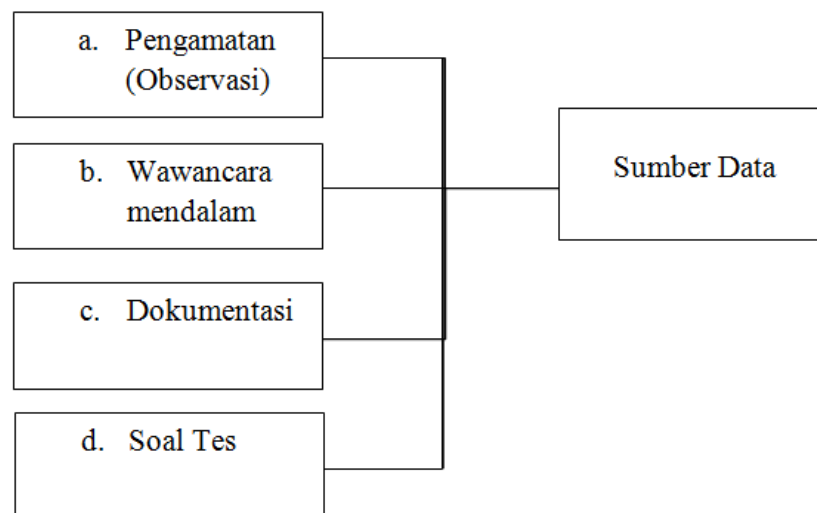 a. Pengamatan
(Observasi)
b. Wawancara
mendalam
c. Dokumentasi
d. Soal Tes
Sumber Data